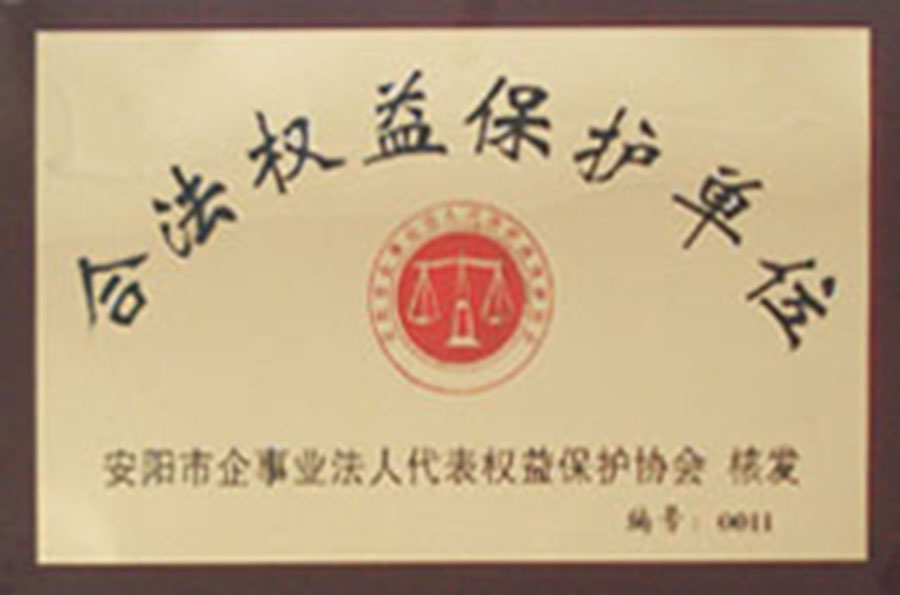 合法权益保护单位
安阳市企事业法人代表权益保护协会 核发
编号：0011